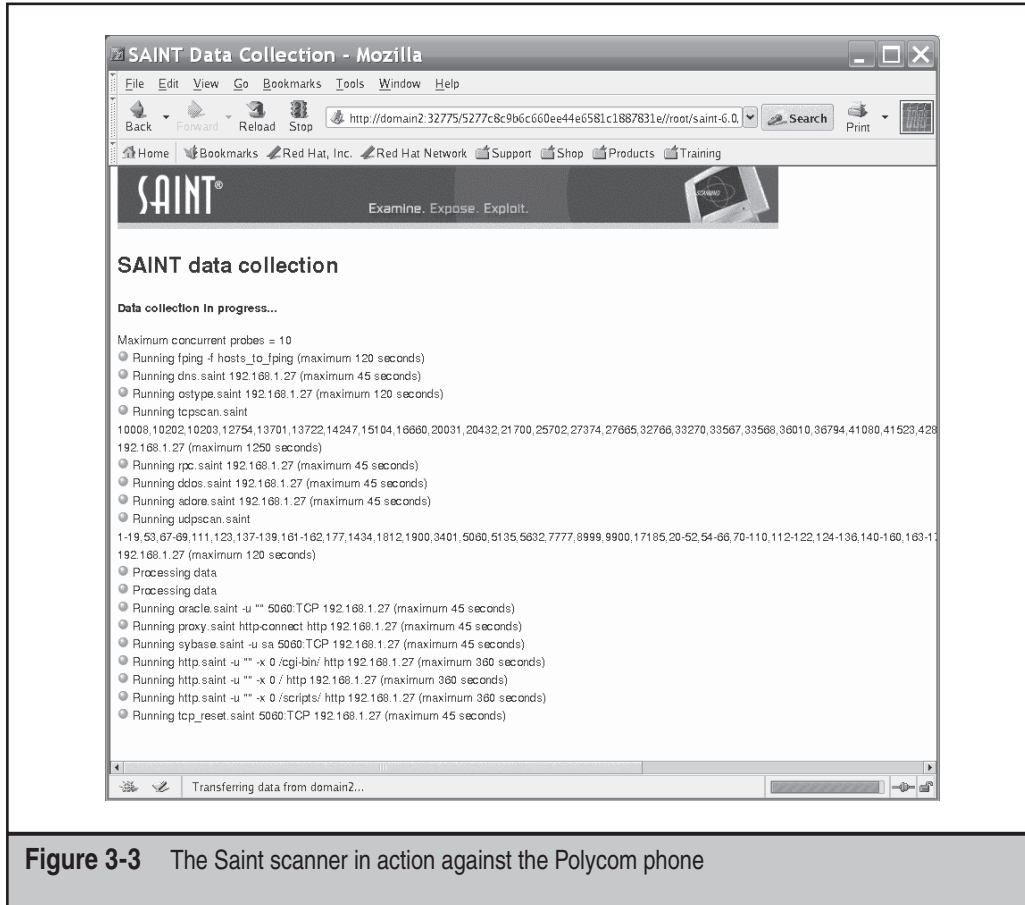 SAINT Data Collection - Mozilla
File Edit View Go Bookmarks Tools Window Help
Back Forward Reload Stop http://domain2:32775/5277c8c9b6c660ee44e6581c1887831e//root/saint-6.0, Search Print
Home Bookmarks Red Hat, Inc. Red Hat Network Support Shop Products Training
SAINT® Examine. Expose. Exploit. SCANNING
SAINT data collection
Data collection in progress...
Maximum concurrent probes = 10
Running fping -f hosts_to_fping (maximum 120 seconds)
Running dns.saint 192.168.1.27 (maximum 45 seconds)
Running ostype.saint 192.168.1.27 (maximum 120 seconds)
Running tcpscan.saint
10008,10202,10203,12754,13701,13722,14247,15104,16660,20031,20432,21700,25702,27374,27665,32766,33270,33567,33568,36010,36794,41080,41523,428
192.168.1.27 (maximum 1250 seconds)
Running rpc.saint 192.168.1.27 (maximum 45 seconds)
Running ddos.saint 192.168.1.27 (maximum 45 seconds)
Running adore.saint 192.168.1.27 (maximum 45 seconds)
Running udpscan.saint
1-19,53,67-69,111,123,137-139,161-162,177,1434,1812,1900,3401,5060,5135,5632,7777,8999,9900,17185,20-52,54-66,70-110,112-122,124-136,140-160,163-17
192.168.1.27 (maximum 120 seconds)
Processing data
Processing data
Running oracle.saint -u "" 5060:TCP 192.168.1.27 (maximum 45 seconds)
Running proxy.saint http-connect http 192.168.1.27 (maximum 45 seconds)
Running sybase.saint -u sa 5060:TCP 192.168.1.27 (maximum 45 seconds)
Running http.saint -u "" -x 0 /cgi-bin/ http 192.168.1.27 (maximum 360 seconds)
Running http.saint -u "" -x 0 / http 192.168.1.27 (maximum 360 seconds)
Running http.saint -u "" -x 0 /scripts/ http 192.168.1.27 (maximum 360 seconds)
Running tcp_reset.saint 5060:TCP 192.168.1.27 (maximum 45 seconds)
Transferring data from domain2...
Figure 3-3 The Saint scanner in action against the Polycom phone